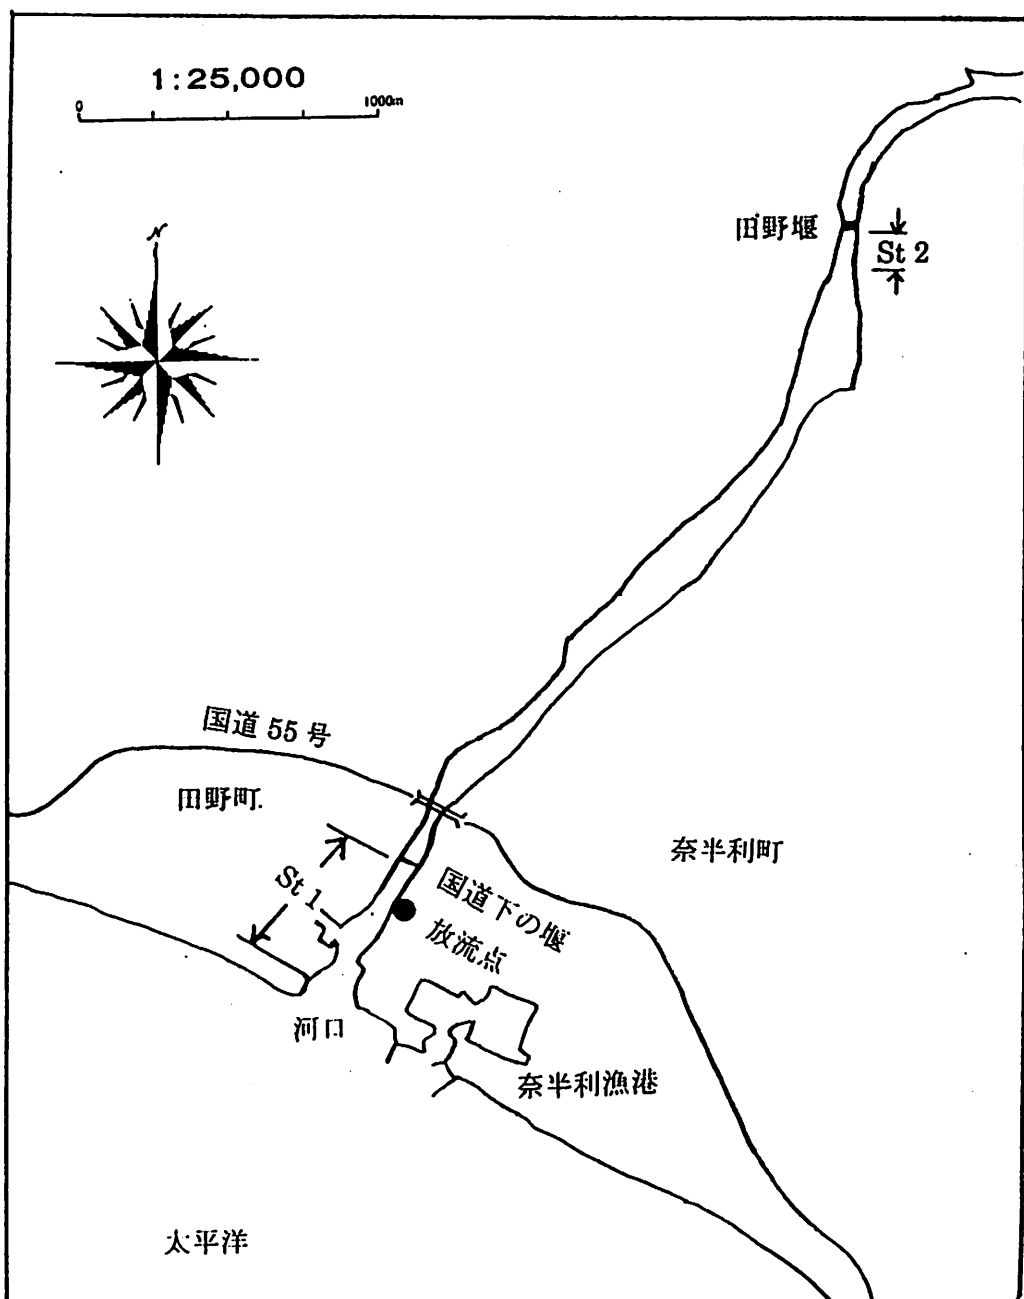 1:25,000
0 1000m
N
田野堰
St 2
国道 55 号
田野町.
奈半利町
St 1
国道下の堰
放流点
河口
奈半利漁港
太平洋